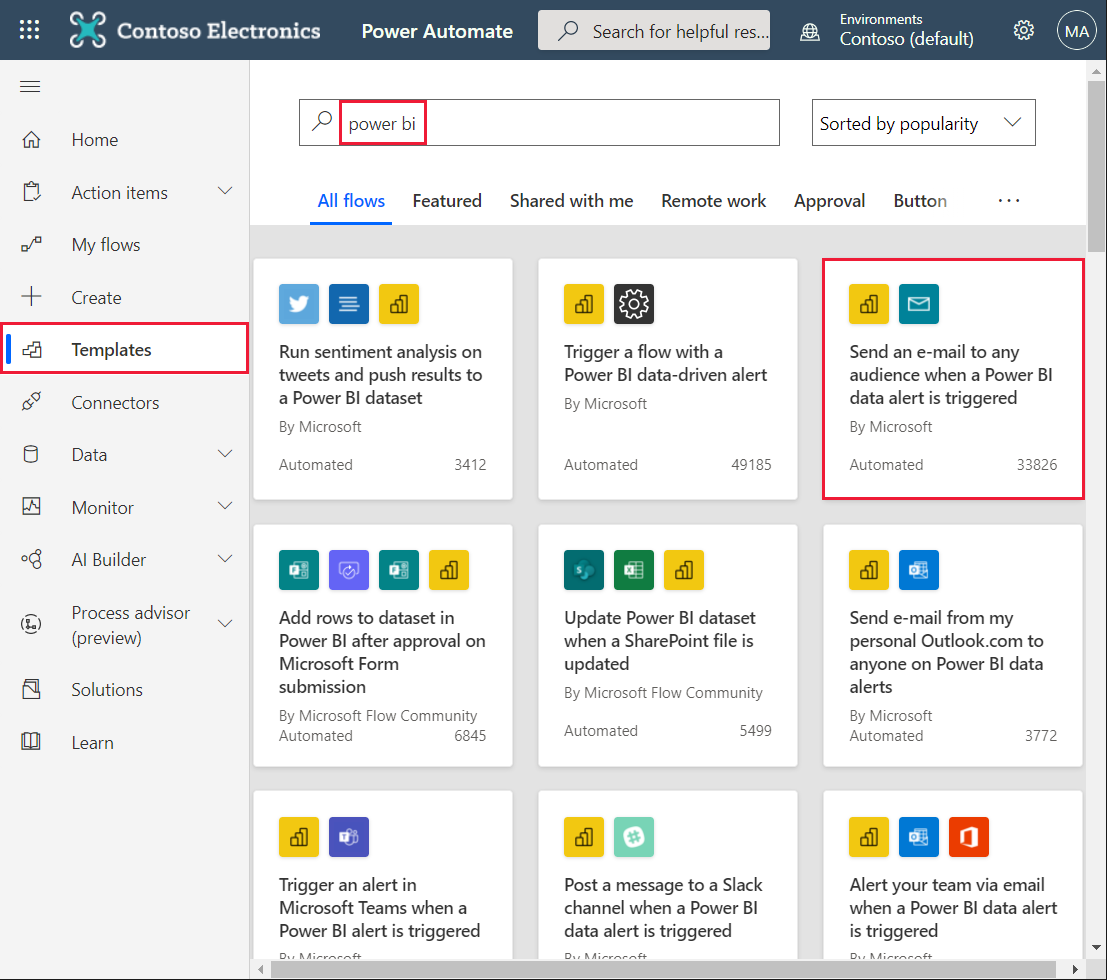 Contoso Electronics
Power Automate
Search for helpful res...
Environments
Contoso (default)
MA
Home
Action items
My flows
Create
Templates
Connectors
Data
Monitor
AI Builder
Process advisor
(preview)
Solutions
Learn
power bi
Sorted by popularity
All flows Featured Shared with me Remote work Approval Button ...
Run sentiment analysis on
tweets and push results to
a Power BI dataset
By Microsoft
Automated 3412
Trigger a flow with a
Power BI data-driven alert
By Microsoft
Automated 49185
Send an e-mail to any
audience when a Power BI
data alert is triggered
By Microsoft
Automated 33826
Add rows to dataset in
Power BI after approval on
Microsoft Form
submission
By Microsoft Flow Community
Automated 6845
Update Power BI dataset
when a SharePoint file is
updated
By Microsoft Flow Community
Automated 5499
Send e-mail from my
personal Outlook.com to
anyone on Power BI data
alerts
By Microsoft
Automated 3772
Trigger an alert in
Microsoft Teams when a
Power BI alert is triggered
By Microsoft
Post a message to a Slack
channel when a Power BI
data alert is triggered
By Microsoft
Alert your team via email
when a Power BI data alert
is triggered
By Microsoft